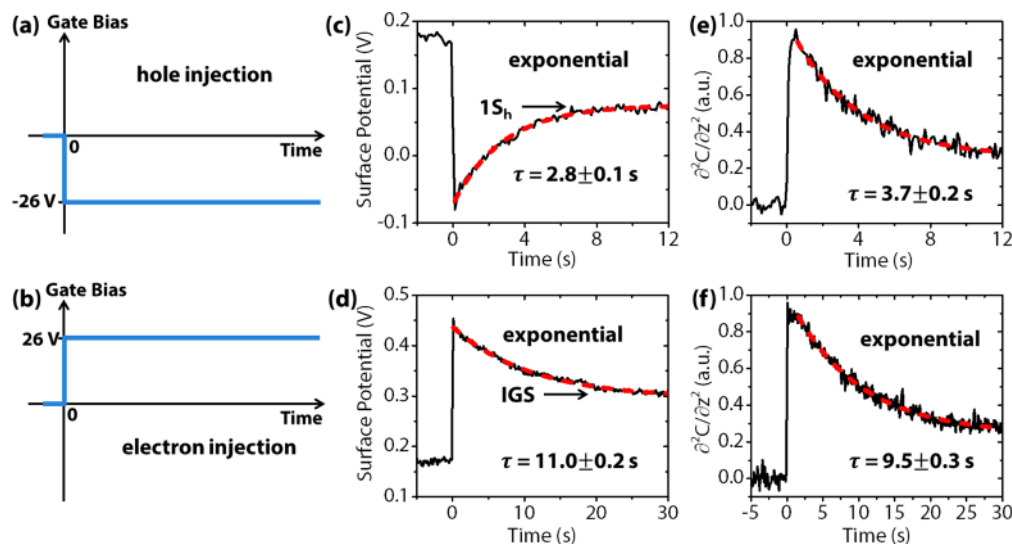 (a)
Gate Bias
hole injection
0
Time
-26 V
(b)
Gate Bias
26 V
0
Time
electron injection
(c)
Surface Potential (V)
0.2
0.1
0.0
-0.1
exponential
1Sₕ
τ = 2.8±0.1 s
0 4 8 12
Time (s)
(d)
Surface Potential (V)
0.5
0.4
0.3
0.2
0.1
exponential
IGS
τ = 11.0±0.2 s
0 5 10 15 20 25 30
Time (s)
(e)
∂²C/∂z² (a.u.)
1.0
0.8
0.6
0.4
0.2
0.0
exponential
τ = 3.7±0.2 s
0 4 8 12
Time (s)
(f)
∂²C/∂z² (a.u.)
1.0
0.8
0.6
0.4
0.2
0.0
exponential
τ = 9.5±0.3 s
-5 0 5 10 15 20 25 30
Time (s)